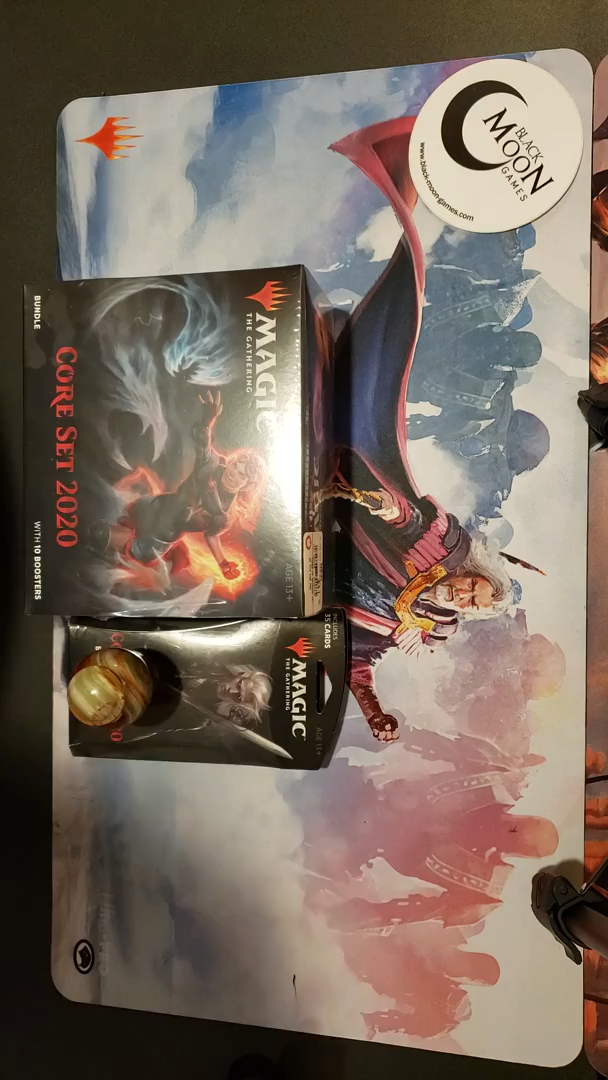 BLACK
MOON
GAMES
www.black-moon-games.com
MAGIC
THE GATHERING
AGE 13+
CORE SET 2020
BUNDLE
WITH 10 BOOSTERS
INCLUDES
35 CARDS
MAGIC
THE GATHERING
AGE 13+